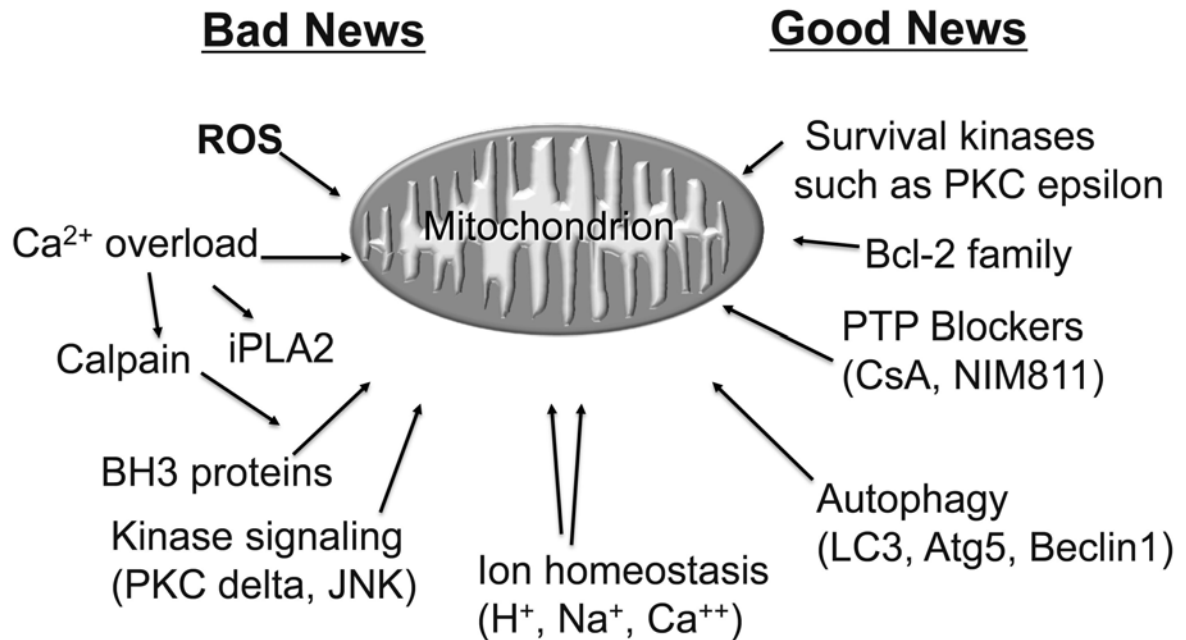 Bad News
Good News
ROS
Survival kinases
such as PKC epsilon
Mitochondrion
Ca²⁺ overload
Bcl-2 family
iPLA2
Calpain
PTP Blockers
(CsA, NIM811)
BH3 proteins
Kinase signaling
(PKC delta, JNK)
Ion homeostasis
(H⁺, Na⁺, Ca⁺⁺)
Autophagy
(LC3, Atg5, Beclin1)